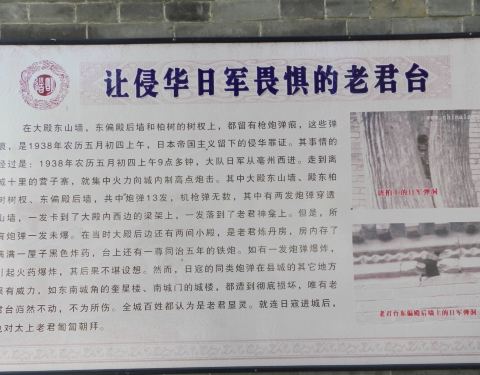 让侵华日军畏惧的老君台
在大殿东山墙、东偏殿后墙和柏树的树杈上，都留有枪炮弹痕，这些弹
痕，是1938年农历五月初四上午，日本帝国主义留下的侵华罪证。其事情的
经过是：1938年农历五月初四上午9点多钟，大队日军从亳州西进。走到离
城十里的营子寨，就集中火力向城内制高点炮击。其中大殿东山墙、殿东柏
树树杈、东偏殿后墙，共中炮弹13发，机枪弹无数，其中有两发炮弹穿透
山墙，一发卡到了大殿内西边的梁架上，一发落到了老君神龛上。但是，所
有炮弹一发未爆。在当时大殿后边还有两间小殿，是老君炼丹房，房内存了
满满一屋子黑色炸药，台上还有一尊同治五年的铁炮。如有一发炮弹爆炸，
引起火药爆炸，其后果不堪设想。然而，日寇的同类炮弹在县城的其它地方
很有威力，如东南城角的奎星楼、南城门的城楼，都遭到彻底损坏，唯有老
君台岿然不动，不为所伤。全城百姓都认为是老君显灵。就连日寇进城后，
也对太上老君匍匐朝拜。
古柏上的日军弹洞
老君台东偏殿后墙上的日军弹洞